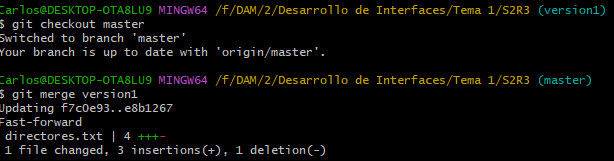 Carlos@DESKTOP-OTA8LU9 MINGW64 /f/DAM/2/Desarrollo de Interfaces/Tema 1/S2R3 (version1)
$ git checkout master
Switched to branch 'master'
Your branch is up to date with 'origin/master'.
Carlos@DESKTOP-OTA8LU9 MINGW64 /f/DAM/2/Desarrollo de Interfaces/Tema 1/S2R3 (master)
$ git merge version1
Updating f7c0e93..e8b1267
Fast-forward
directores.txt | 4 +++-
1 file changed, 3 insertions(+), 1 deletion(-)